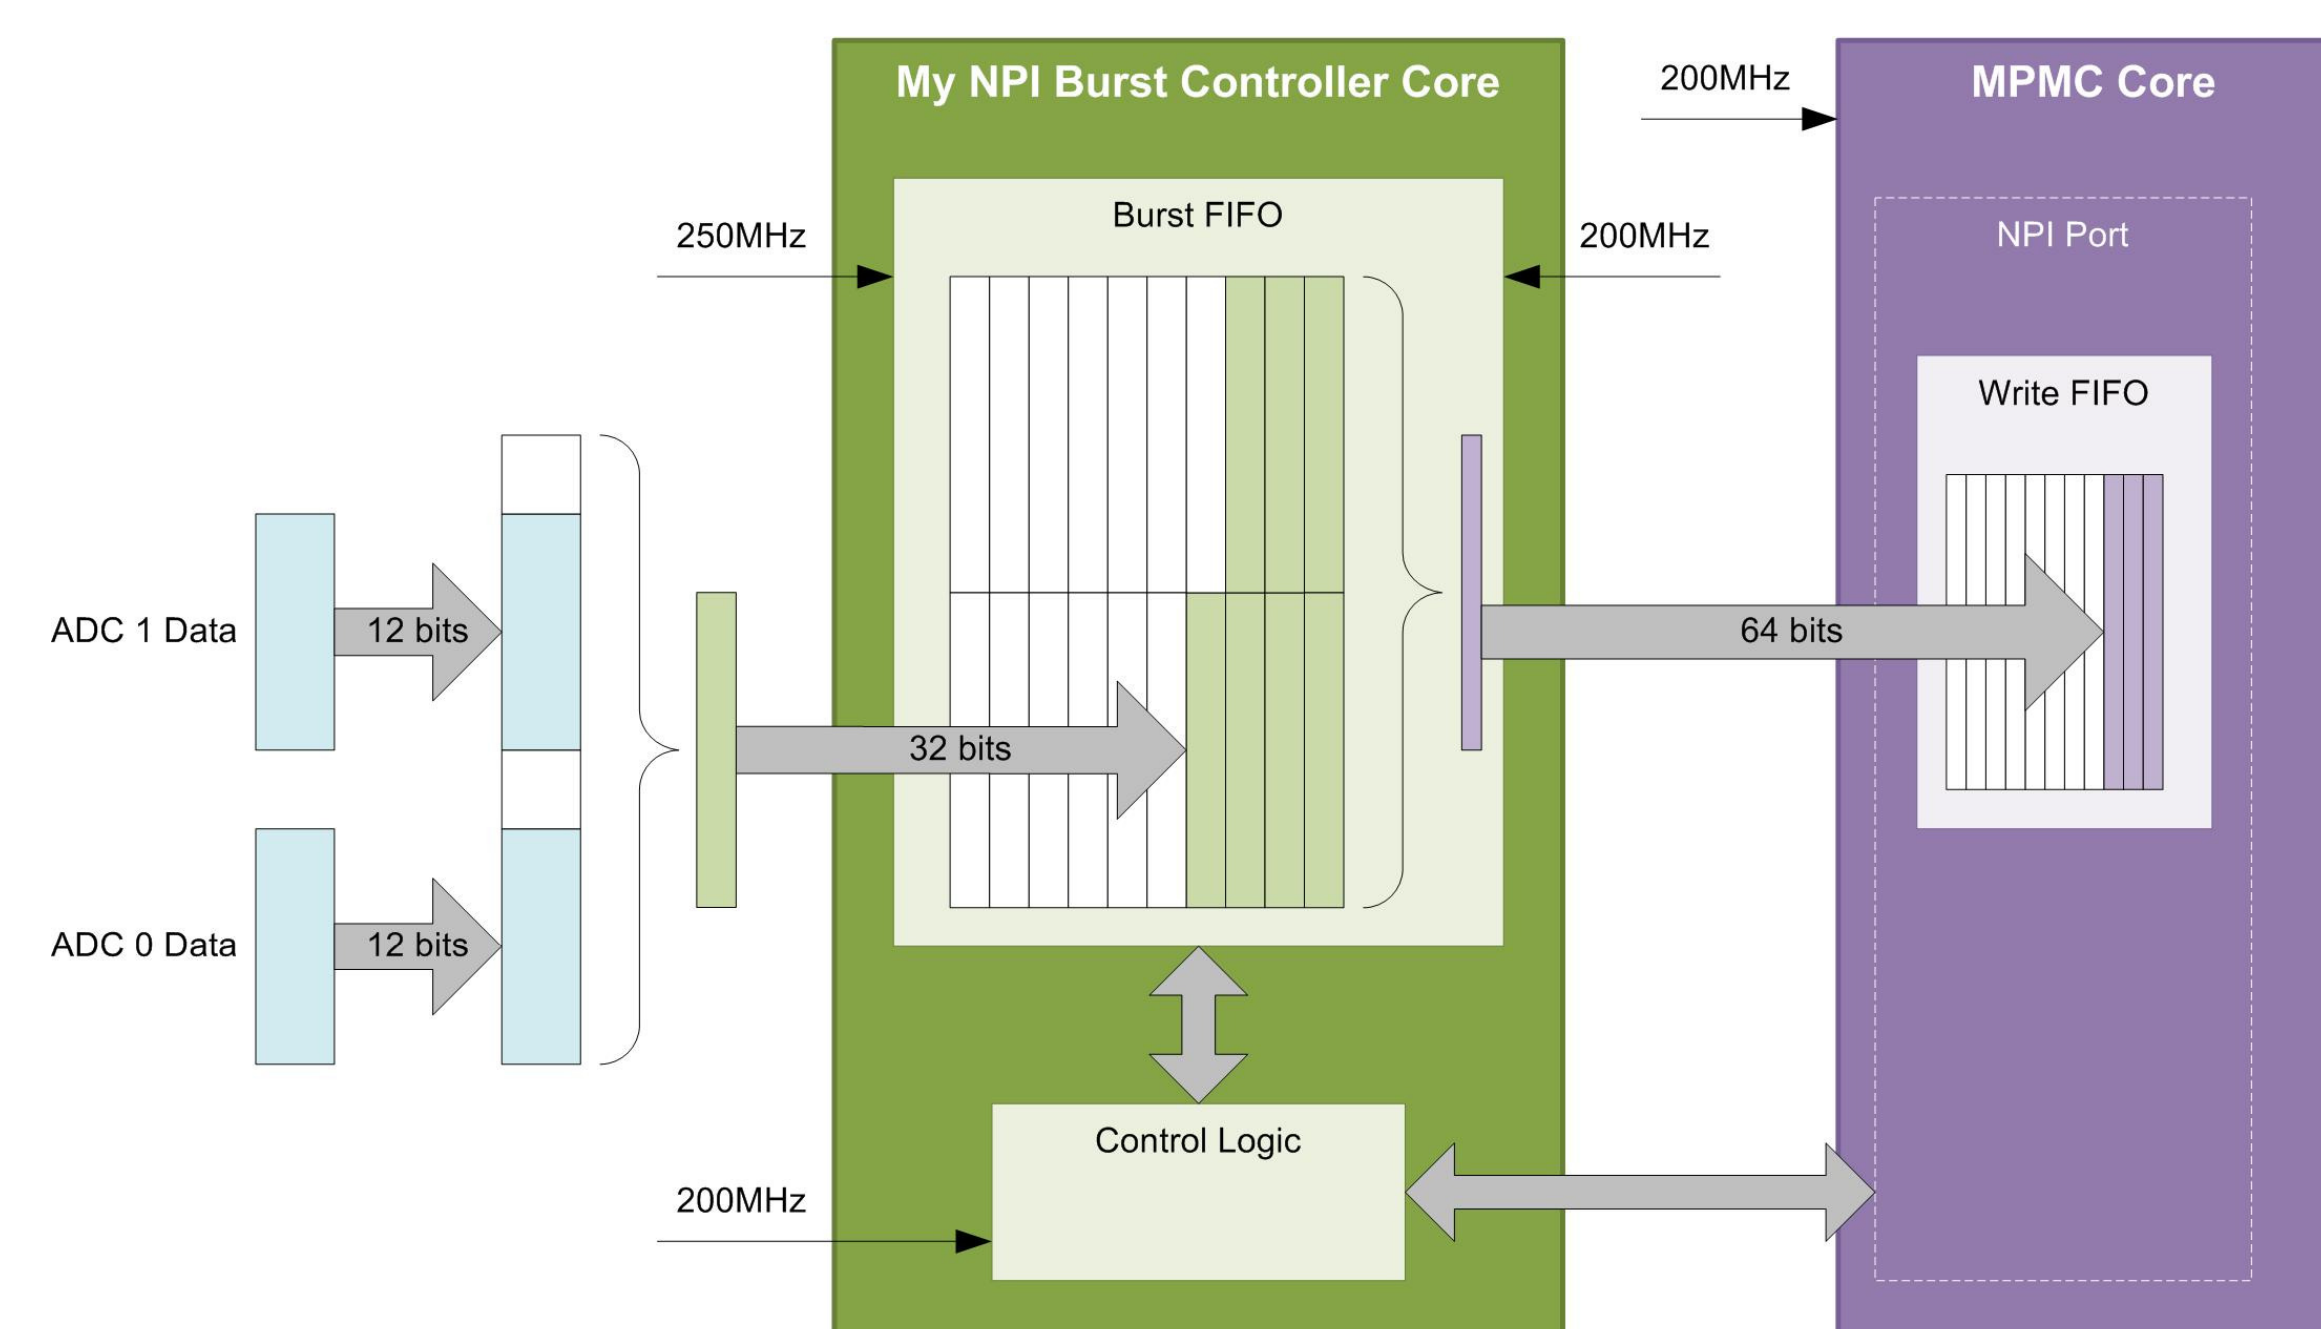 My NPI Burst Controller Core
200MHz
MPMC Core
Burst FIFO
250MHz
200MHz
NPI Port
Write FIFO
ADC 1 Data
12 bits
64 bits
32 bits
ADC 0 Data
12 bits
Control Logic
200MHz